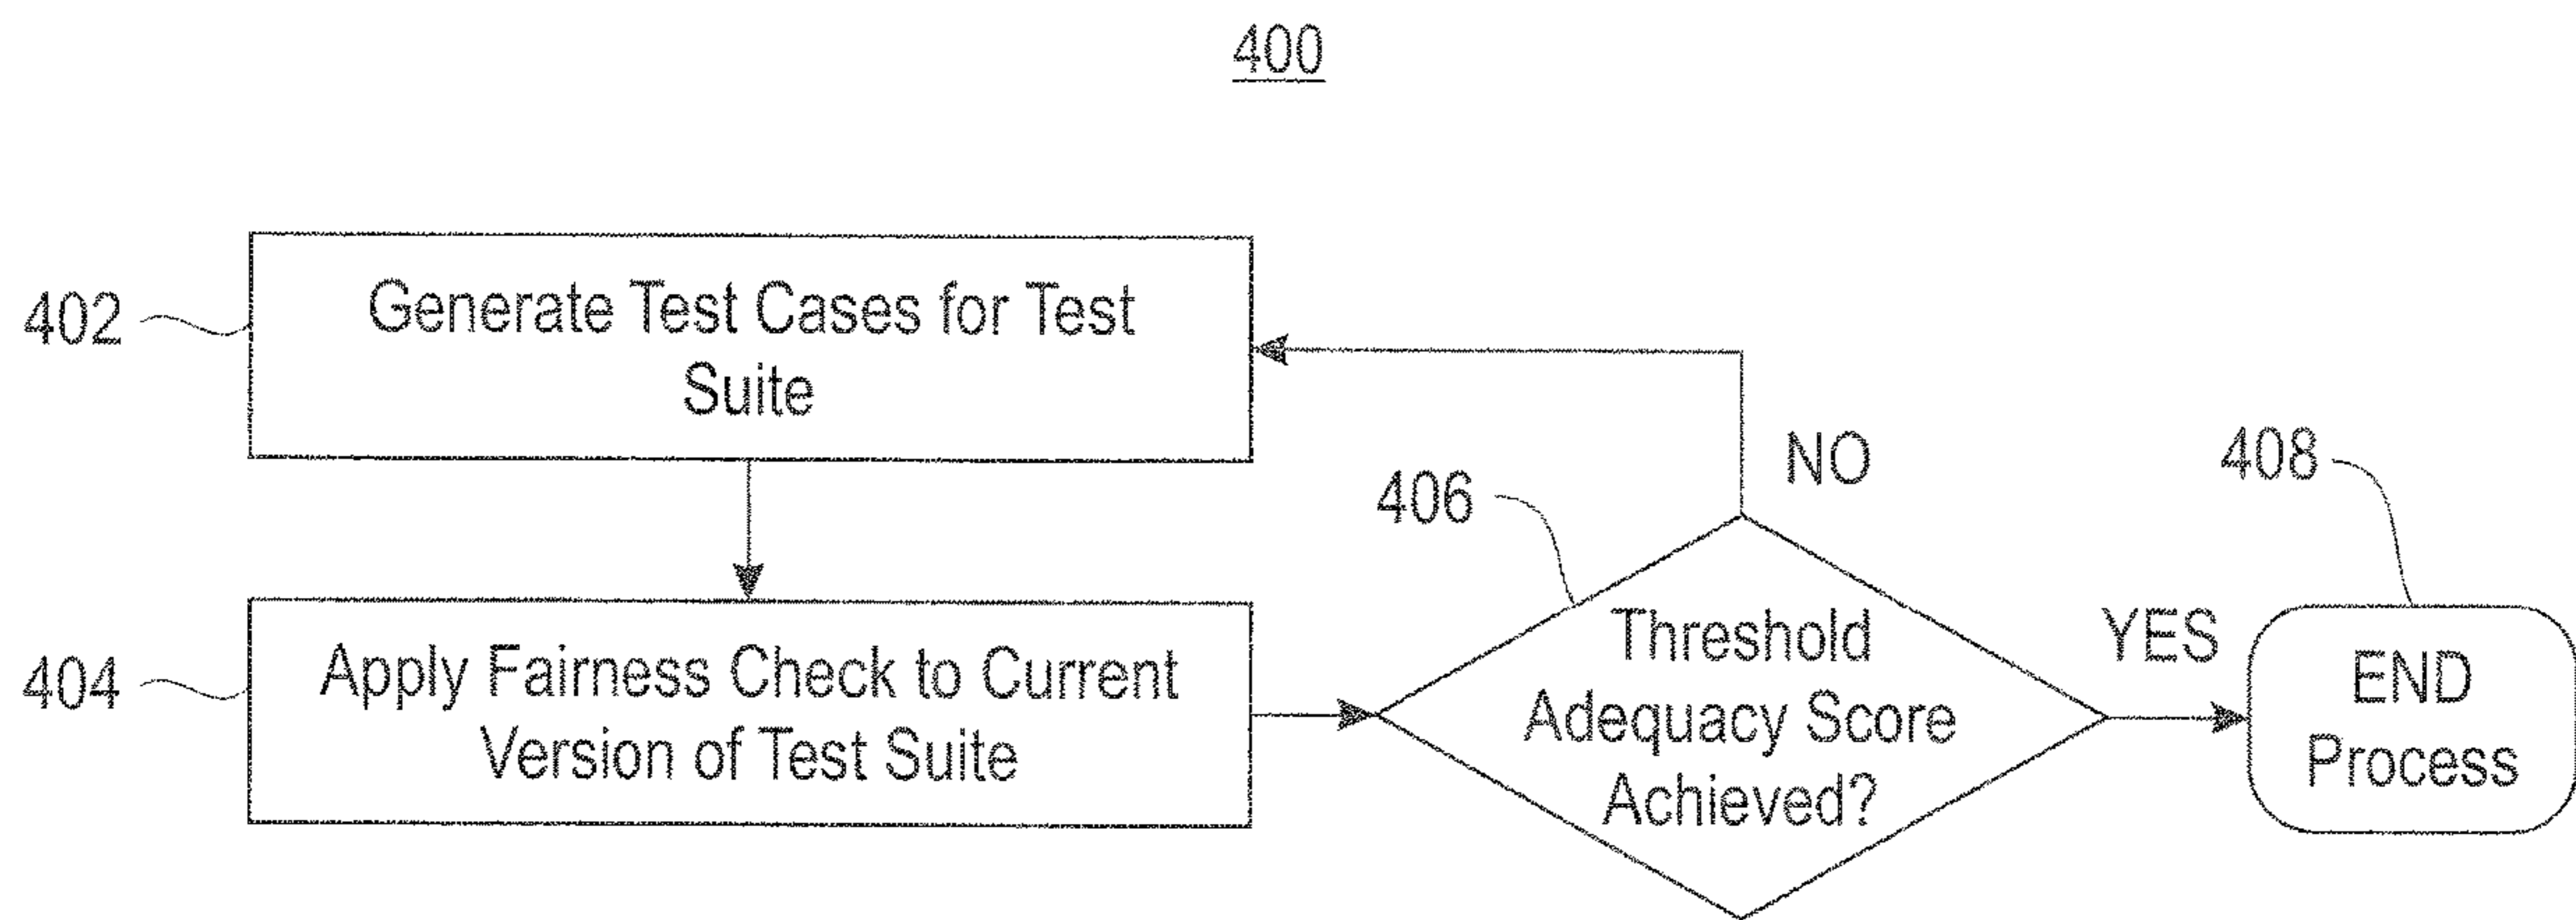 400
402
Generate Test Cases for Test
Suite
NO
408
406
404
Apply Fairness Check to Current
Version of Test Suite
Threshold
Adequacy Score
Achieved?
YES
END
Process